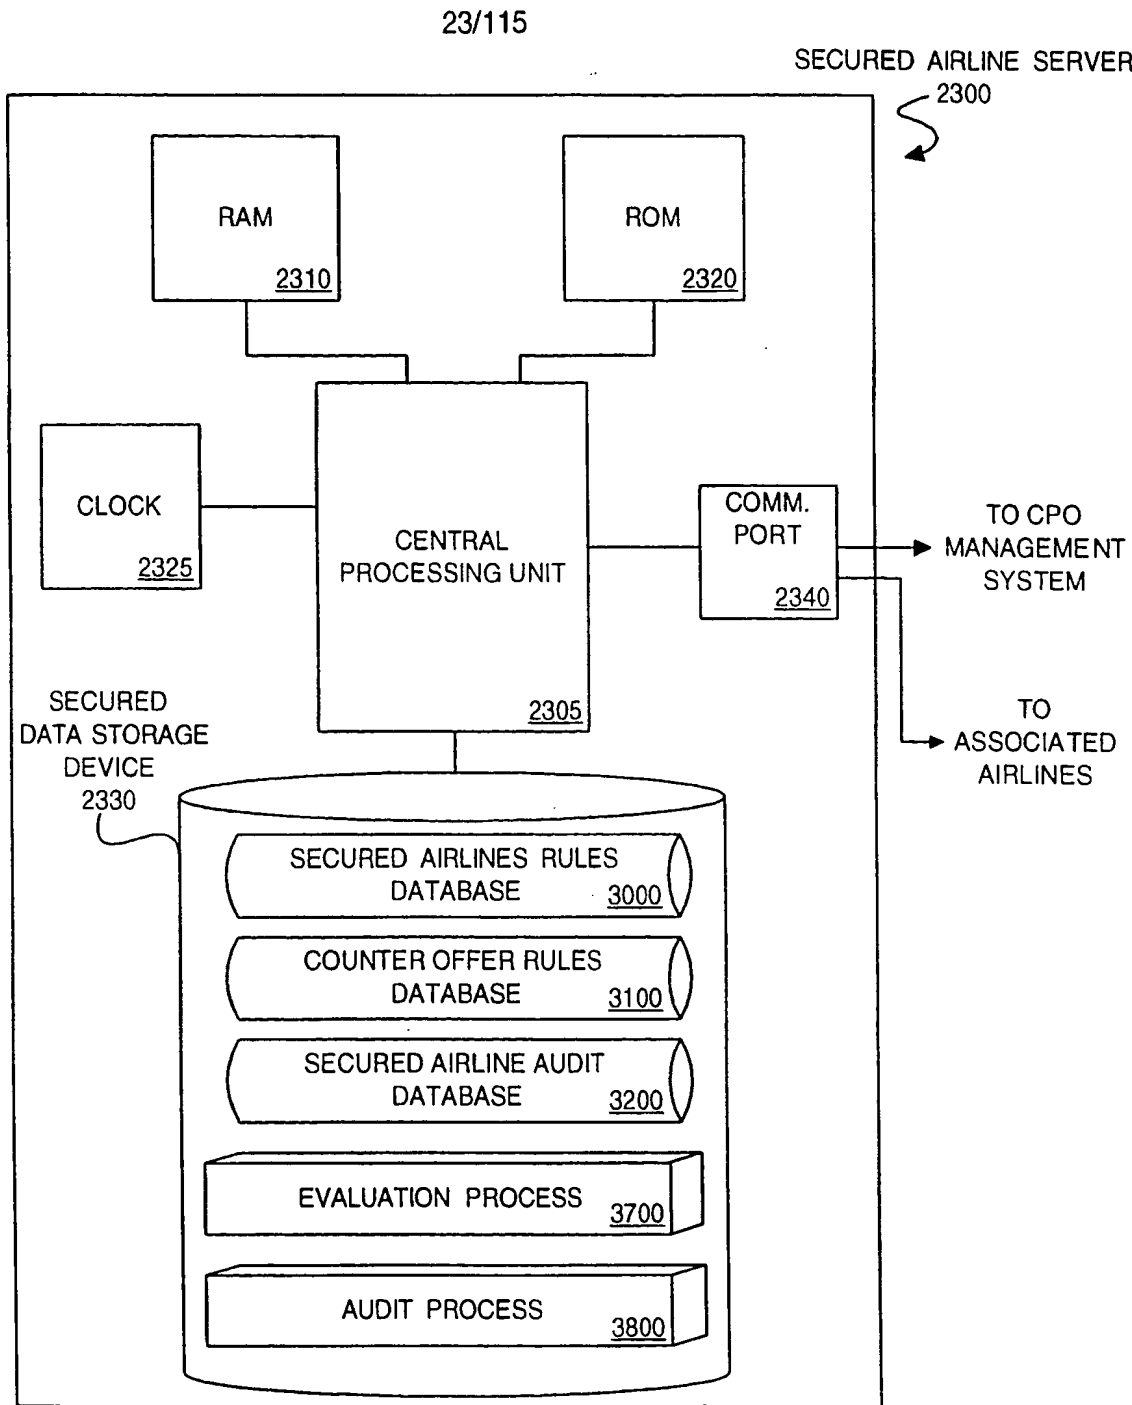 23/115
SECURED AIRLINE SERVER
2300
RAM
2310
ROM
2320
CLOCK
2325
CENTRAL
PROCESSING UNIT
2305
COMM.
PORT
2340
TO CPO
MANAGEMENT
SYSTEM
TO
ASSOCIATED
AIRLINES
SECURED
DATA STORAGE
DEVICE
2330
SECURED AIRLINES RULES
DATABASE
3000
COUNTER OFFER RULES
DATABASE
3100
SECURED AIRLINE AUDIT
DATABASE
3200
EVALUATION PROCESS
3700
AUDIT PROCESS
3800